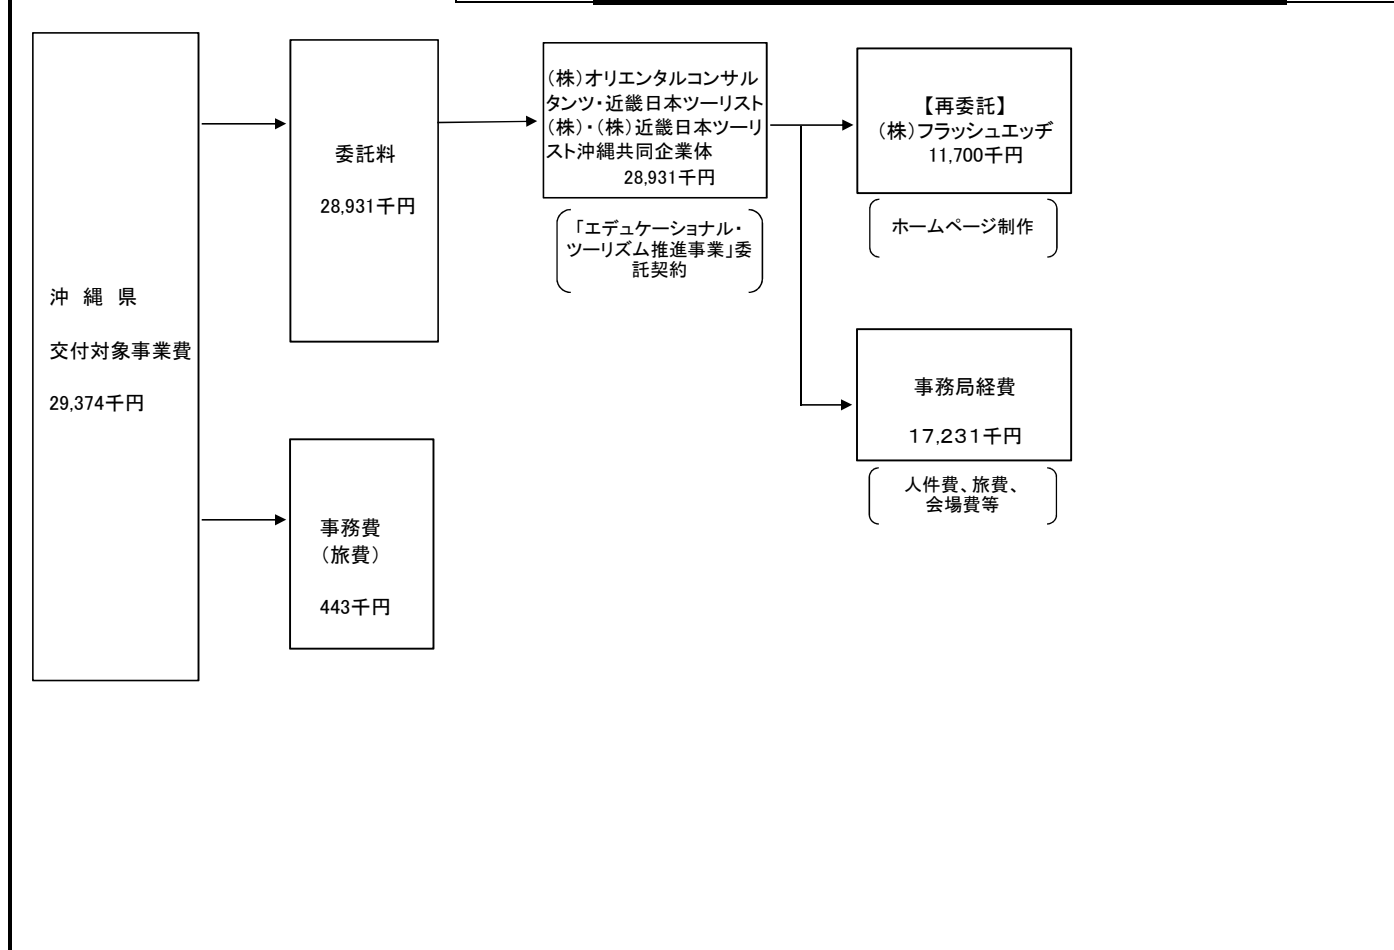 沖　縄　県
交付対象事業費
29,374千円
委託料
28,931千円
事務費
（旅費）
443千円
（株）オリエンタルコンサル
タンツ・近畿日本ツーリスト
（株）・（株）近畿日本ツーリ
スト沖縄共同企業体
28,931千円
「エデュケーショナル・
ツーリズム推進事業」委
託契約
【再委託】
（株）フラッシュエッヂ
11,700千円
ホームページ制作
事務局経費
１７,２３１千円
人件費、旅費、
会場費等